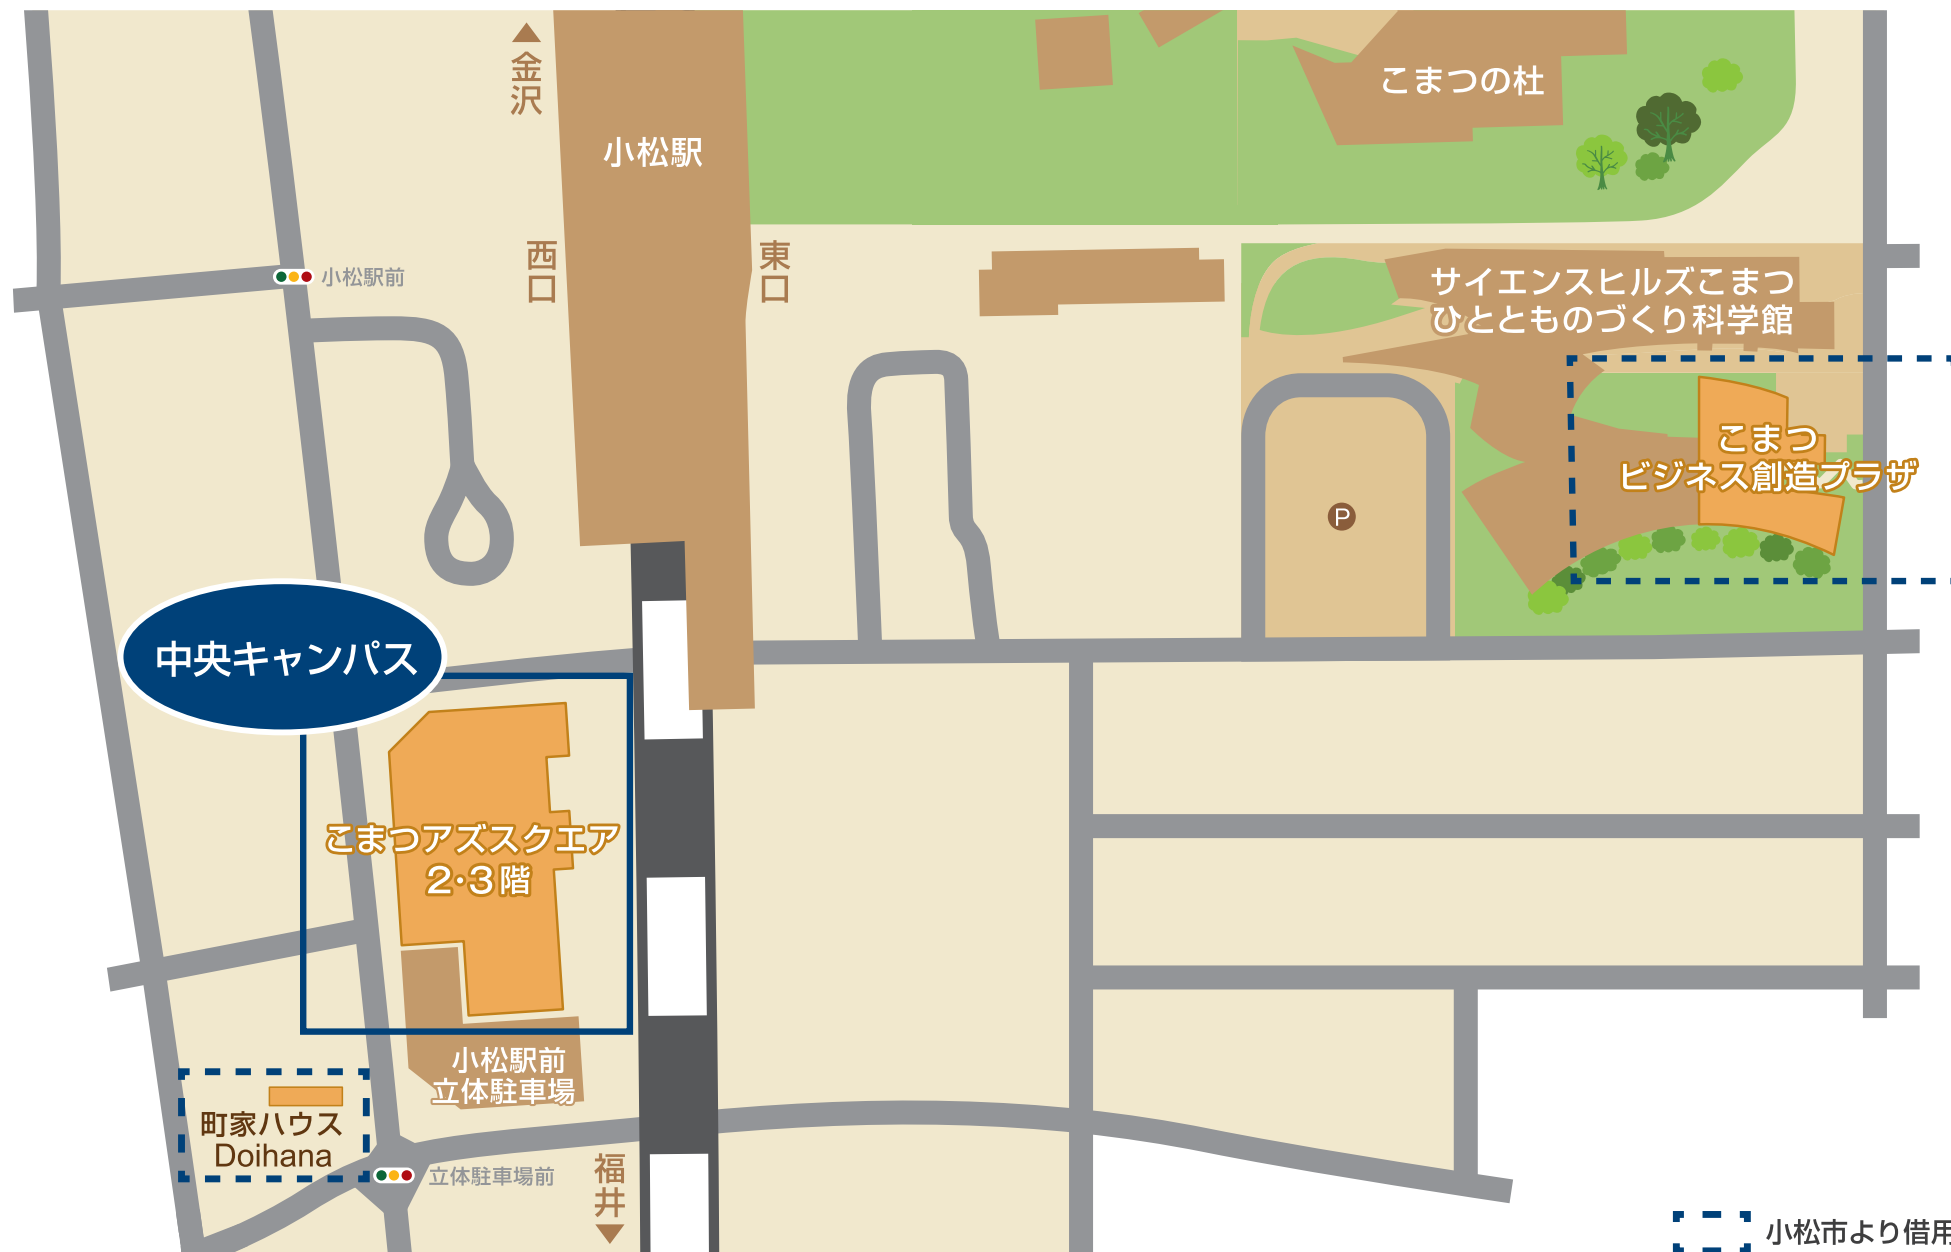 金沢
小松駅
こまつの杜
西口
東口
小松駅前
サイエンスヒルズこまつ
ひとものづくり科学館
こまつ
ビジネス創造プラザ
P
中央キャンパス
こまつアズスクエア
2・3階
小松駅前
立体駐車場
町家ハウス
Doihana
立体駐車場前
福井
小松市より借用